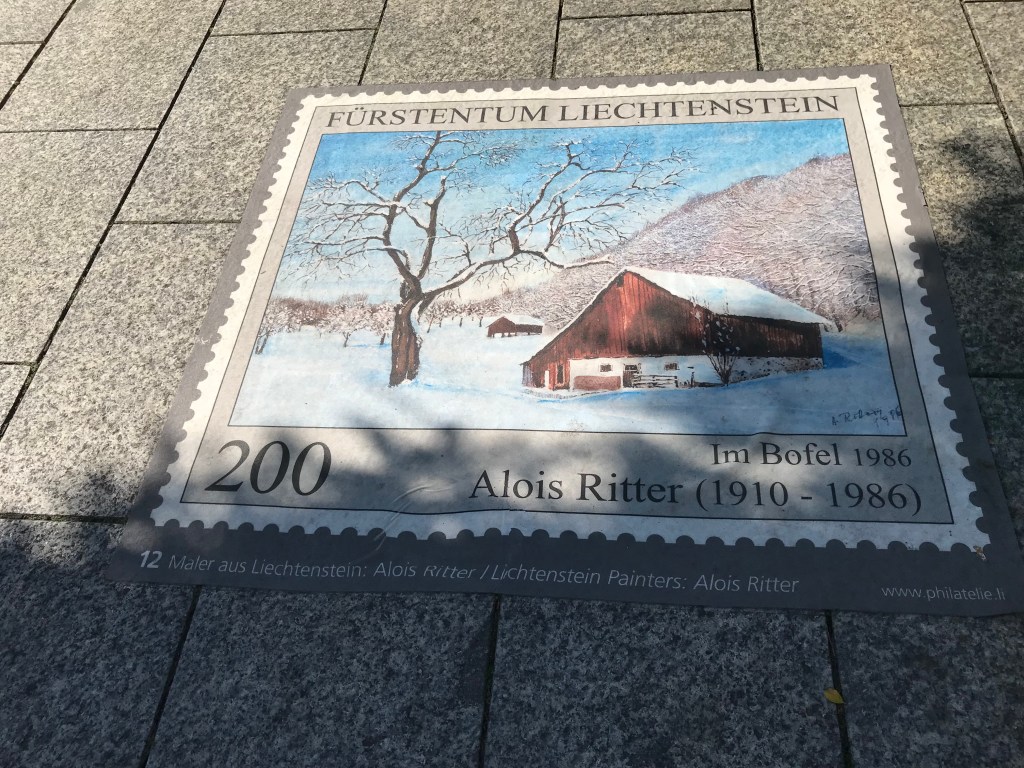 FÜRSTENTUM LIECHTENSTEIN
200
Im Bofel 1986
Alois Ritter (1910 - 1986)
12 Maler aus Liechtenstein: Alois Ritter / Lichtenstein Painters: Alois Ritter
www.philatelie.li